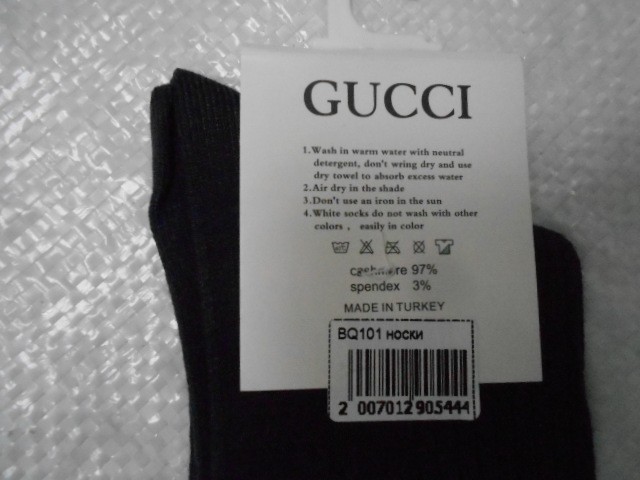 GUCCI
1.Wash in warm water with neutral
detergent, don't wring dry and use
dry towel to absorb excess water
2.Air dry in the shade
3.Don't use an iron in the sun
4.White socks do not wash with other
colors , easily in color
cashmere 97%
spendex 3%
MADE IN TURKEY
BQ101 носки
2 007012 905444